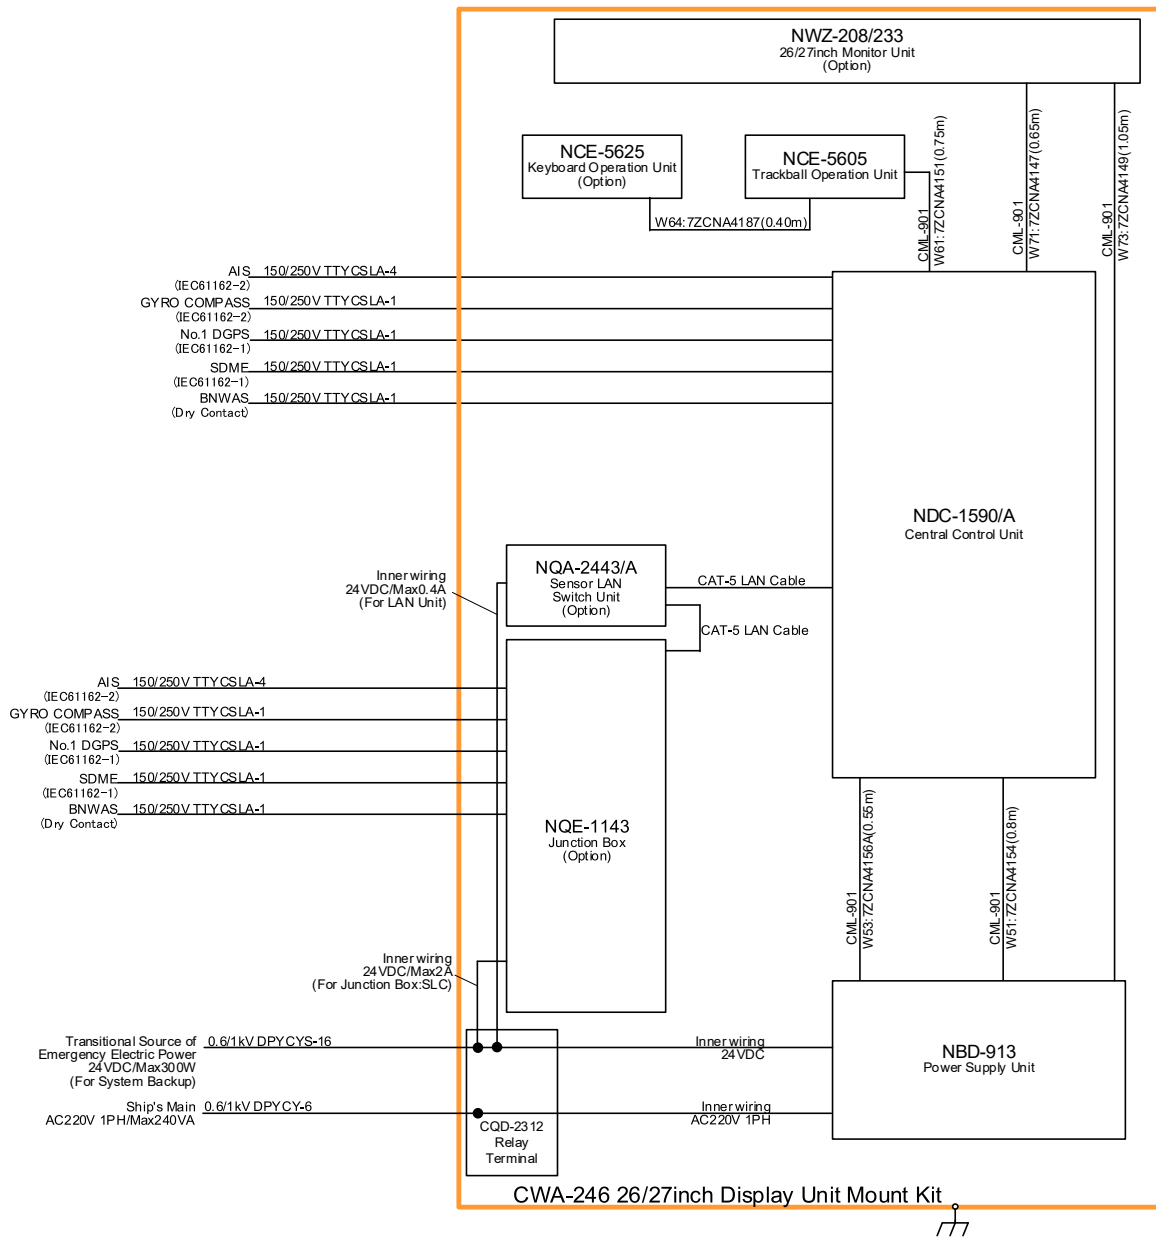 NWZ-208/233
26/27inch Monitor Unit
(Option)
NCE-5625
Keyboard Operation Unit
(Option)
NCE-5605
Trackball Operation Unit
W64:7ZCNA4187(0.40m)
CML-901
W61:7ZCNA4151(0.75m)
CML-901
W71:7ZCNA4147(0.65m)
CML-901
W73:7ZCNA4149(1.05m)
AIS 150/250V TTYCSLA-4
(IEC61162-2)
GYRO COMPASS 150/250V TTYCSLA-1
(IEC61162-2)
No.1 DGPS 150/250V TTYCSLA-1
(IEC61162-1)
SDME 150/250V TTYCSLA-1
(IEC61162-1)
BNWAS 150/250V TTYCSLA-1
(Dry Contact)
NDC-1590/A
Central Control Unit
Inner wiring
24VDC/Max0.4A
(For LAN Unit)
NQA-2443/A
Sensor LAN
Switch Unit
(Option)
CAT-5 LAN Cable
CAT-5 LAN Cable
AIS 150/250V TTYCSLA-4
(IEC61162-2)
GYRO COMPASS 150/250V TTYCSLA-1
(IEC61162-2)
No.1 DGPS 150/250V TTYCSLA-1
(IEC61162-1)
SDME 150/250V TTYCSLA-1
(IEC61162-1)
BNWAS 150/250V TTYCSLA-1
(Dry Contact)
NQE-1143
Junction Box
(Option)
CML-901
W53:7ZCNA4156A(0.55m)
CML-901
W51:7ZCNA4154(0.8m)
Inner wiring
24VDC/Max2A
(For Junction Box:SLC)
Transitional Source of
Emergency Electric Power
24VDC/Max300W
(For System Backup)
0.6/1kV DPYCYS-16
Inner wiring
24VDC
NBD-913
Power Supply Unit
Ship's Main
AC220V 1PH/Max240VA
0.6/1kV DPYCY-6
Inner wiring
AC220V 1PH
CQD-2312
Relay
Terminal
CWA-246 26/27inch Display Unit Mount Kit